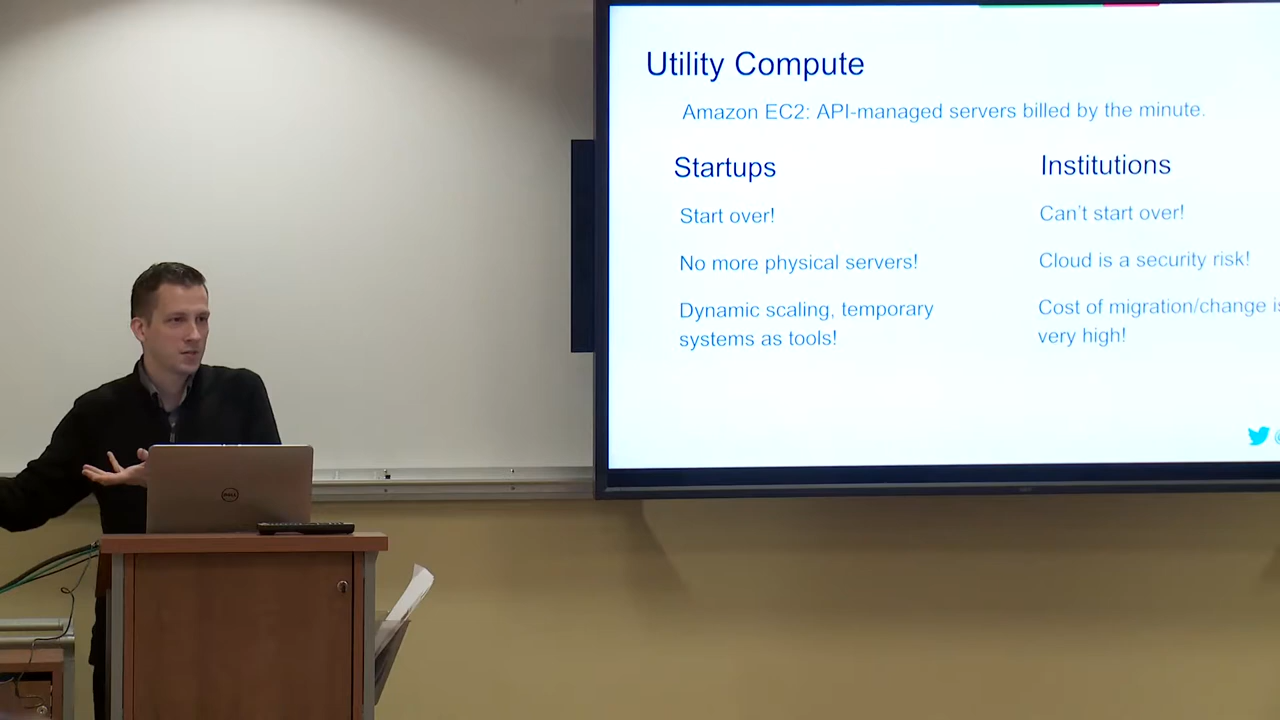 Utility Compute
Amazon EC2: API-managed servers billed by the minute.
Startups
Start over!
No more physical servers!
Dynamic scaling, temporary
systems as tools!
Institutions
Can't start over!
Cloud is a security risk!
Cost of migration/change is
very high!
DELL